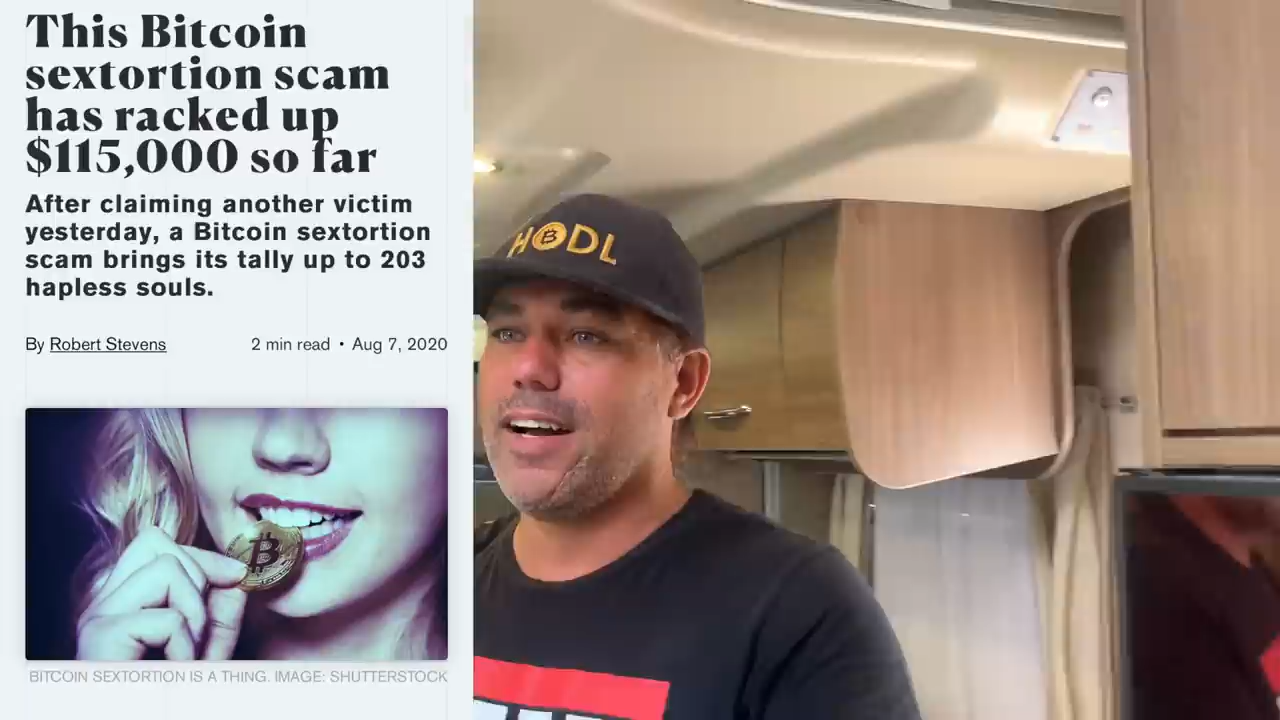 This Bitcoin
sextortion scam
has racked up
$115,000 so far
After claiming another victim
yesterday, a Bitcoin sextortion
scam brings its tally up to 203
hapless souls.
By Robert Stevens 2 min read • Aug 7, 2020
BITCOIN SEXTORTION IS A THING. IMAGE: SHUTTERSTOCK
HODL